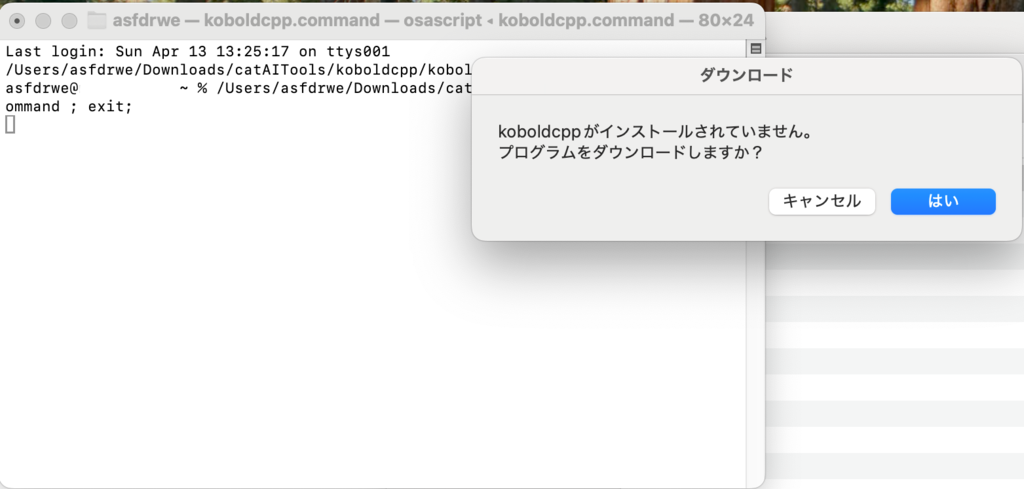 asfdrwe — koboldcpp.command — osascript ◂ koboldcpp.command — 80×24
Last login: Sun Apr 13 13:25:17 on ttys001
/Users/asfdrwe/Downloads/catAITools/koboldcpp/kobol
asfdrwe@ ~ % /Users/asfdrwe/Downloads/cat
ommand ; exit;
ダウンロード
koboldcppがインストールされていません。
プログラムをダウンロードしますか？
キャンセル はい